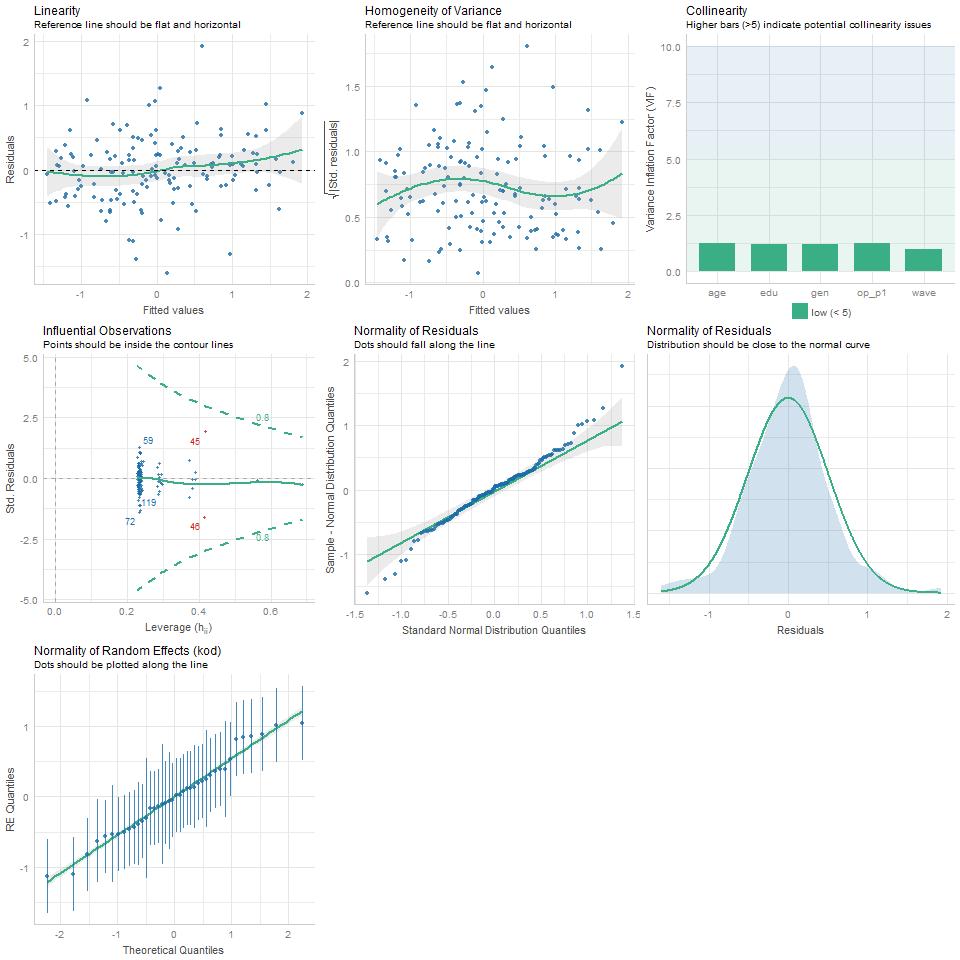 Linearity
Reference line should be flat and horizontal
2
1
0
-1
Residuals
-1
0
1
2
Fitted values
Homogeneity of Variance
Reference line should be flat and horizontal
1.5
1.0
0.5
0.0
√|Std. residuals|
-1
0
1
2
Fitted values
Collinearity
Higher bars (>5) indicate potential collinearity issues
10.0
7.5
5.0
2.5
0.0
Variance Inflation Factor (VIF)
age
edu
gen
op_p1
wave
low (< 5)
Influential Observations
Points should be inside the contour lines
5.0
2.5
0.0
-2.5
-5.0
Std. Residuals
0.8
59
45
119
72
46
0.8
0.0
0.2
0.4
0.6
Leverage (hii)
Normality of Residuals
Dots should fall along the line
2
1
0
-1
Sample - Normal Distribution Quantiles
-1.5
-1.0
-0.5
0.0
0.5
1.0
1.5
Standard Normal Distribution Quantiles
Normality of Residuals
Distribution should be close to the normal curve
-1
0
1
2
Residuals
Normality of Random Effects (kod)
Dots should be plotted along the line
1
0
-1
RE Quantiles
-2
-1
0
1
2
Theoretical Quantiles